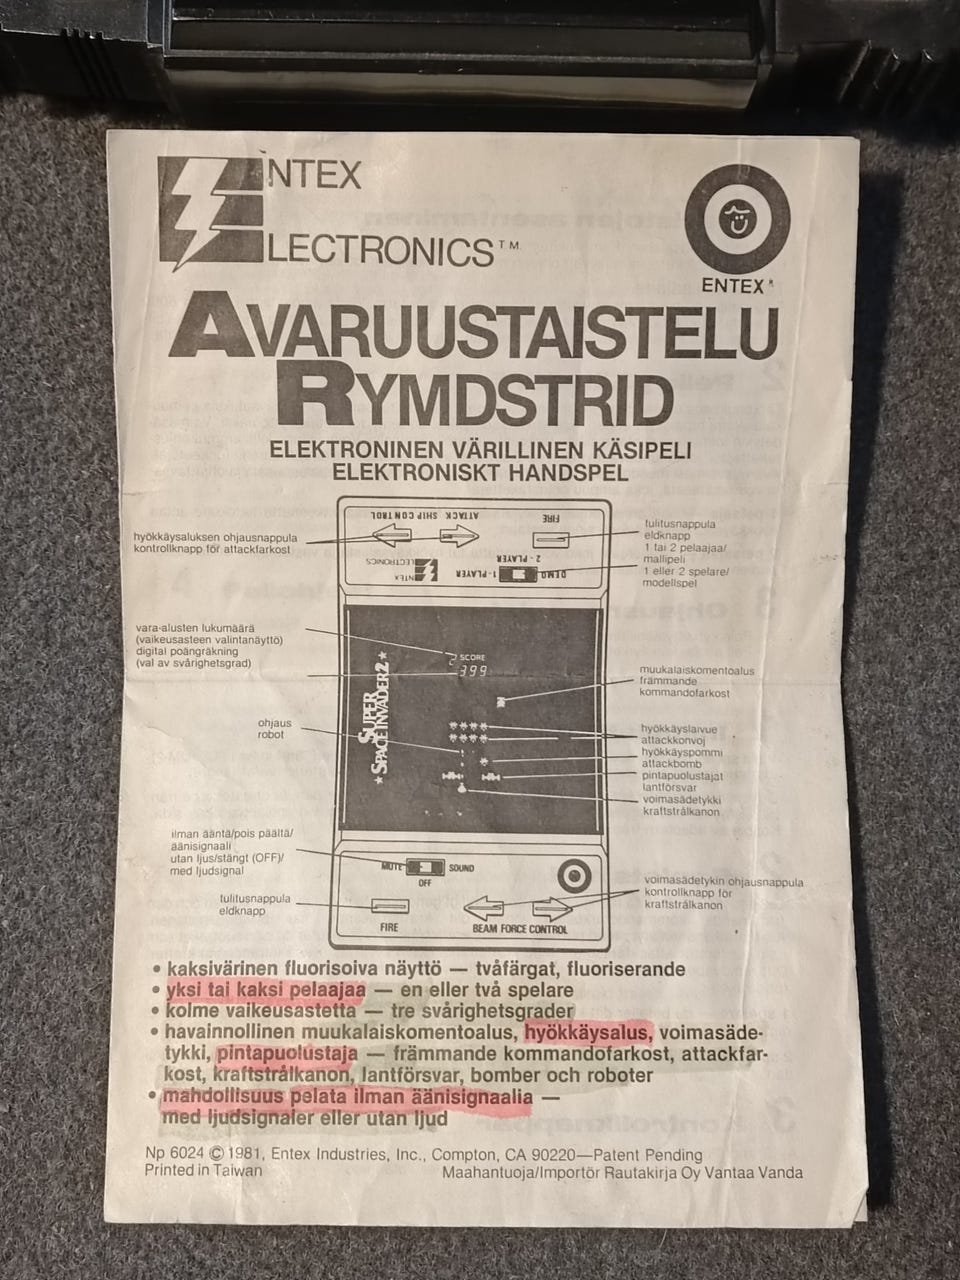 ENTEX
ELECTRONICS™
ENTEX
AVARUUSTAISTELU
RYMDSTRID
ELEKTRONINEN VÄRILLINEN KÄSIPELI
ELEKTRONISKT HANDSPEL
ATTACK SHIP CONTROL
FIRE
2-PLAYER
1-PLAYER
DEMO
ENTEX
ELECTRONICS
hyökkäysaluksen ohjausnappula
kontrollknapp för attackfarkost
tulitusnappula
eldknapp
1 tai 2 pelaajaa/
mallipeli
1 eller 2 spelare/
modellspel
vara-alusten lukumäärä
(vaikeusasteen valintanäyttö)
digital poängräkning
(val av svårighetsgrad)
2 SCORE
399
★ SUPER
SPACE INVADER 2 ★
muukalaiskomentoalus
främmande
kommandofarkost
ohjaus
robot
hyökkäyslaivue
attackkonvoj
hyökkäyspommi
attackbomb
pintapuolustajat
lantförsvar
voimasädetykki
kraftstrålkanon
ilman ääntä/pois päältä/
äänisignaali
utan ljus/stängt (OFF)/
med ljudsignal
MUTE
SOUND
OFF
tulitusnappula
eldknapp
voimasädetykin ohjausnappula
kontrollknapp för
kraftstrålkanon
FIRE
BEAM FORCE CONTROL
• kaksivärinen fluorisoiva näyttö — tvåfärgat, fluoriserande
• yksi tai kaksi pelaajaa — en eller två spelare
• kolme vaikeusastetta — tre svårighetsgrader
• havainnollinen muukalaiskomentoalus, hyökkäysalus, voimasäde-
tykki, pintapuolustaja — främmande kommandofarkost, attackfar-
kost, kraftstrålkanon, lantförsvar, bomber och roboter
• mahdollisuus pelata ilman äänisignaalia —
med ljudsignaler eller utan ljud
Np 6024 © 1981, Entex Industries, Inc., Compton, CA 90220—Patent Pending
Printed in Taiwan
Maahantuoja/Importör Rautakirja Oy Vantaa Vanda